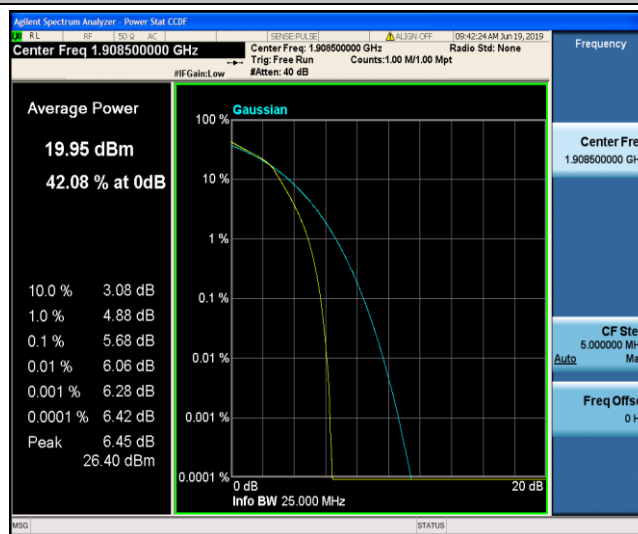 Agilent Spectrum Analyzer - Power Stat CCDF
RL RF 50 Ω AC SENSE:PULSE ALIGN OFF 09:42:24 AM Jun 19, 2019
Center Freq 1.908500000 GHz
Center Freq: 1.908500000 GHz Radio Std: None
Trig: Free Run Counts:1.00 M/1.00 Mpt
#IFGain:Low #Atten: 40 dB
Frequency
Average Power
19.95 dBm
42.08 % at 0dB
10.0 % 3.08 dB
1.0 % 4.88 dB
0.1 % 5.68 dB
0.01 % 6.06 dB
0.001 % 6.28 dB
0.0001 % 6.42 dB
Peak 6.45 dB
26.40 dBm
Gaussian
100 %
10 %
1 %
0.1 %
0.01 %
0.001 %
0.0001 %
0 dB 20 dB
Info BW 25.000 MHz
Center Fre
1.908500000 GH
CF Ste
5.000000 MH
Auto Ma
Freq Offse
0 H
MSG STATUS